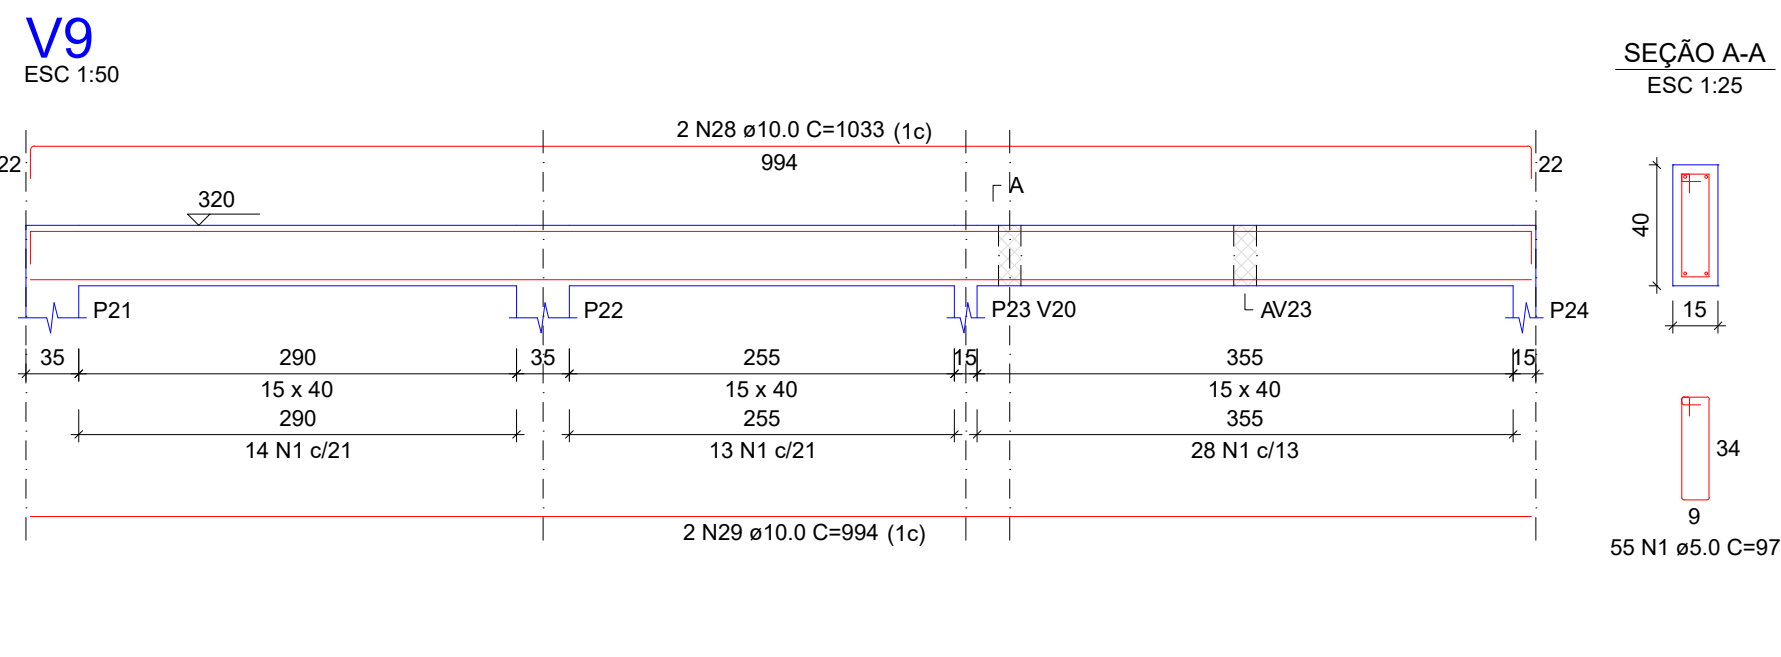 V9
ESC 1:50
SEÇÃO A-A
ESC 1:25
2 N28 ø10.0 C=1033 (1c)
22
994
22
A
320
40
P21
P22
P23 V20
AV23
P24
15
35
290
35
255
15
355
15
15 x 40
15 x 40
15 x 40
290
255
355
14 N1 c/21
13 N1 c/21
28 N1 c/13
34
9
2 N29 ø10.0 C=994 (1c)
55 N1 ø5.0 C=97